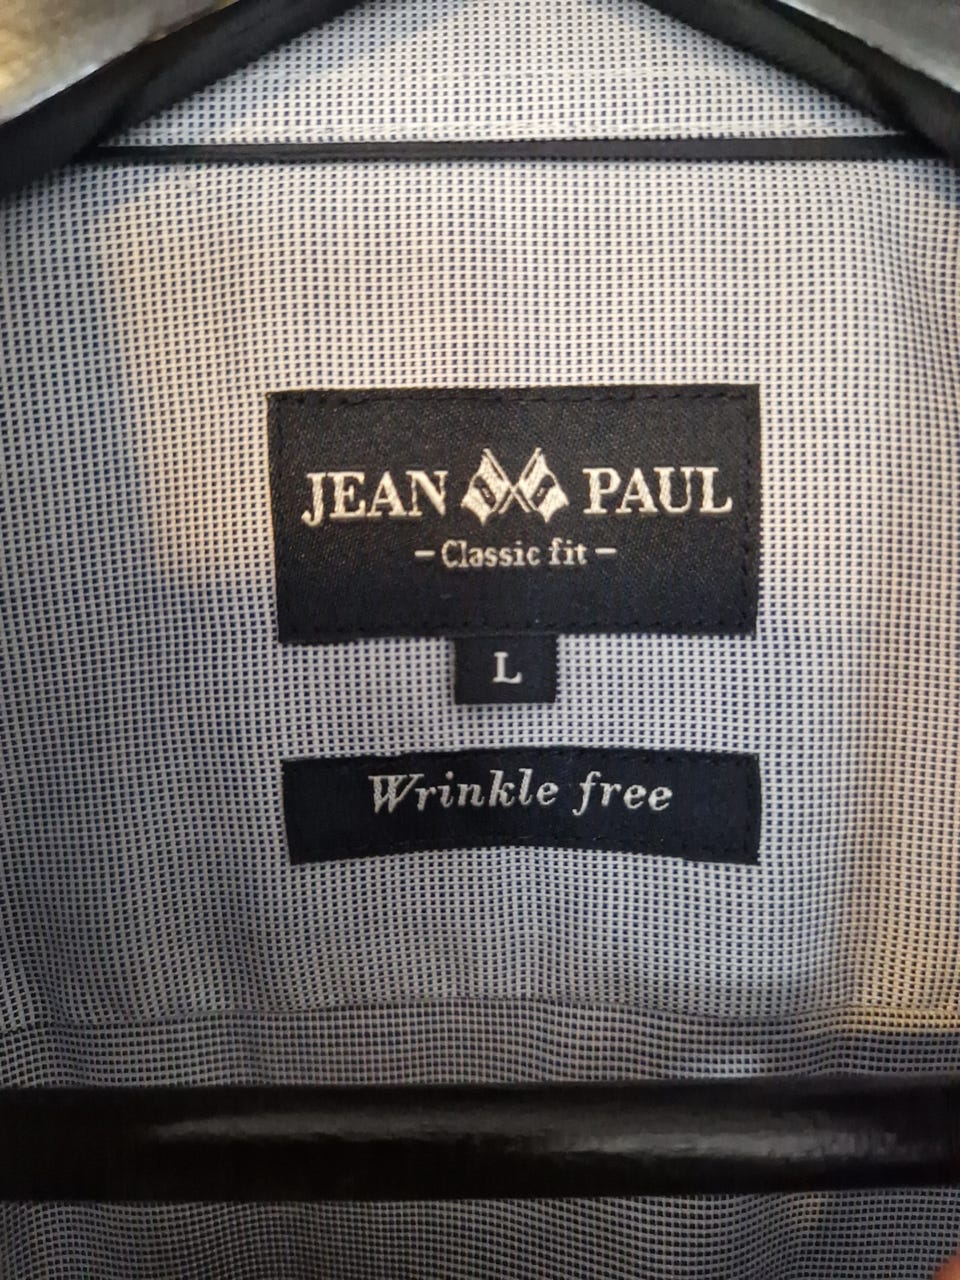 JEAN PAUL
- Classic fit -
L
Wrinkle free